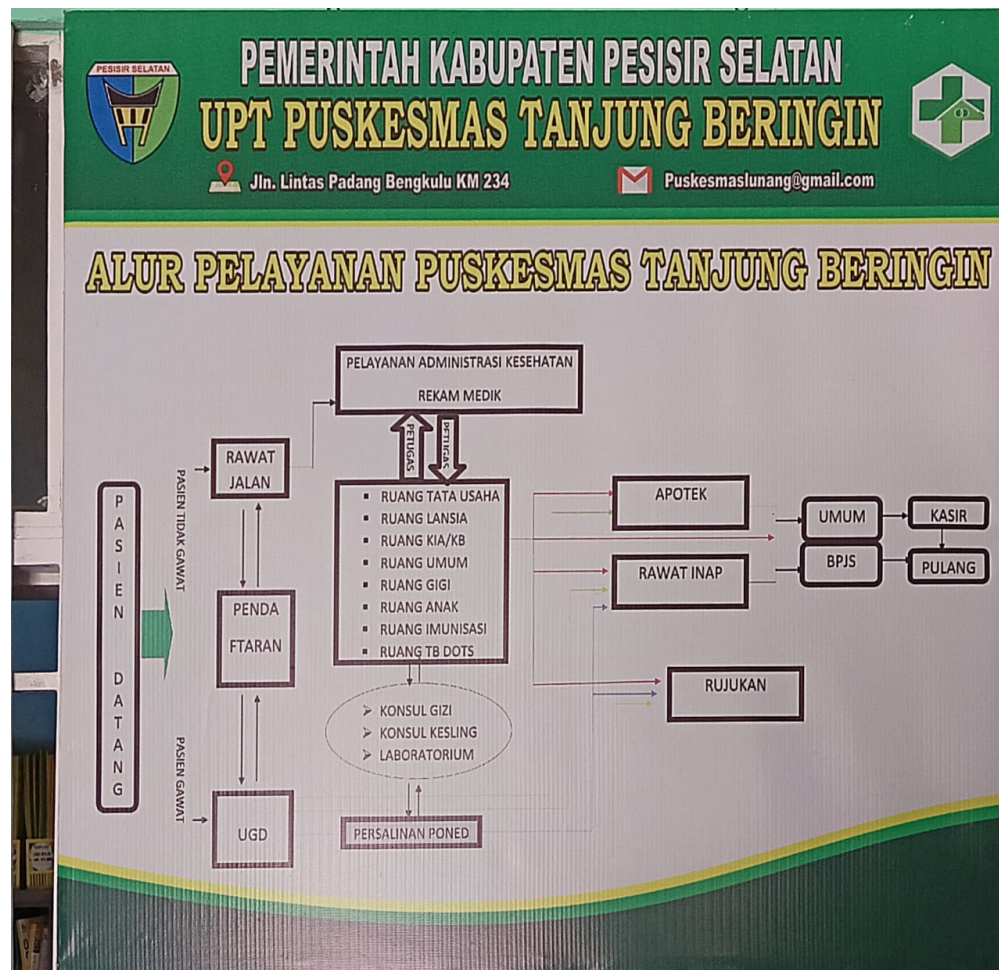 PESISIR SELATAN
PEMERINTAH KABUPATEN PESISIR SELATAN
UPT PUSKESMAS TANJUNG BERINGIN
Jln. Lintas Padang Bengkulu KM 234
Puskesmaslunang@gmail.com
ALUR PELAYANAN PUSKESMAS TANJUNG BERINGIN
PASIEN DATANG
PASIEN TIDAK GAWAT
PASIEN GAWAT
RAWAT
JALAN
PENDA
FTARAN
UGD
PELAYANAN ADMINISTRASI KESEHATAN
REKAM MEDIK
PETUGAS
PETUGAS
RUANG TATA USAHA
RUANG LANSIA
RUANG KIA/KB
RUANG UMUM
RUANG GIGI
RUANG ANAK
RUANG IMUNISASI
RUANG TB DOTS
KONSUL GIZI
KONSUL KESLING
LABORATORIUM
PERSALINAN PONED
APOTEK
RAWAT INAP
RUJUKAN
UMUM
BPJS
KASIR
PULANG